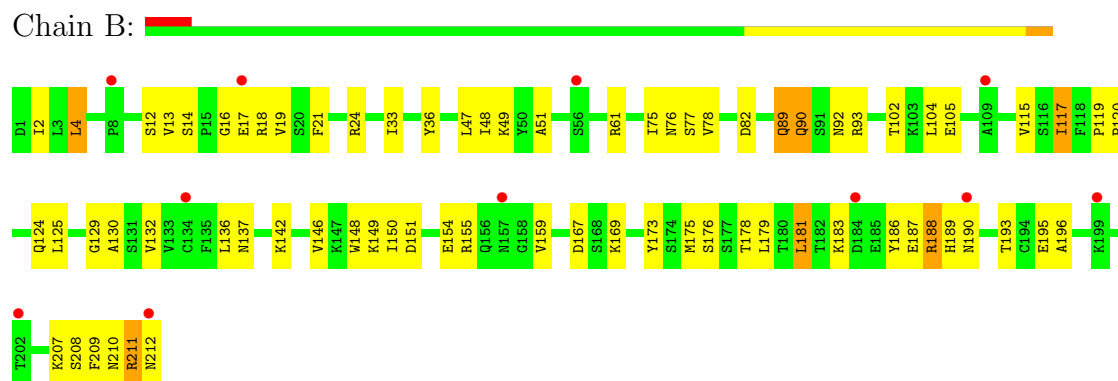 Chain B:
D1 I2 L3 L4 P8 S12 V13 S14 P15 G16 E17 R18 V19 S20 F21 R24 I33 Y36 L47 I48 K49 Y50 A51 S56 R61 I75 N76 S77 V78 D82 Q89 Q90 S91 N92 R93 T102 K103 L104 E105 A109 V115 S116 I117 F118 P119 P120
Q124 L125 G129 A130 S131 V132 V133 C134 F135 L136 N137 K142 V146 K147 W148 K149 I150 D151 E154 R155 Q156 N157 G158 V159 D167 S168 K169 Y173 S174 M175 S176 S177 T178 L179 T180 L181 T182 K183 D184 E185 Y186 E187 R188 H189 N190 T193 C194 E195 A196 K199
T202 K207 S208 F209 N210 R211 N212